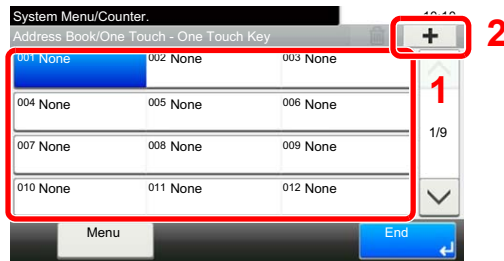 System Menu/Counter.
10:10
Address Book/One Touch - One Touch Key
+
2
001 None
002 None
003 None
1
004 None
005 None
006 None
1/9
007 None
008 None
009 None
010 None
011 None
012 None
Menu
End